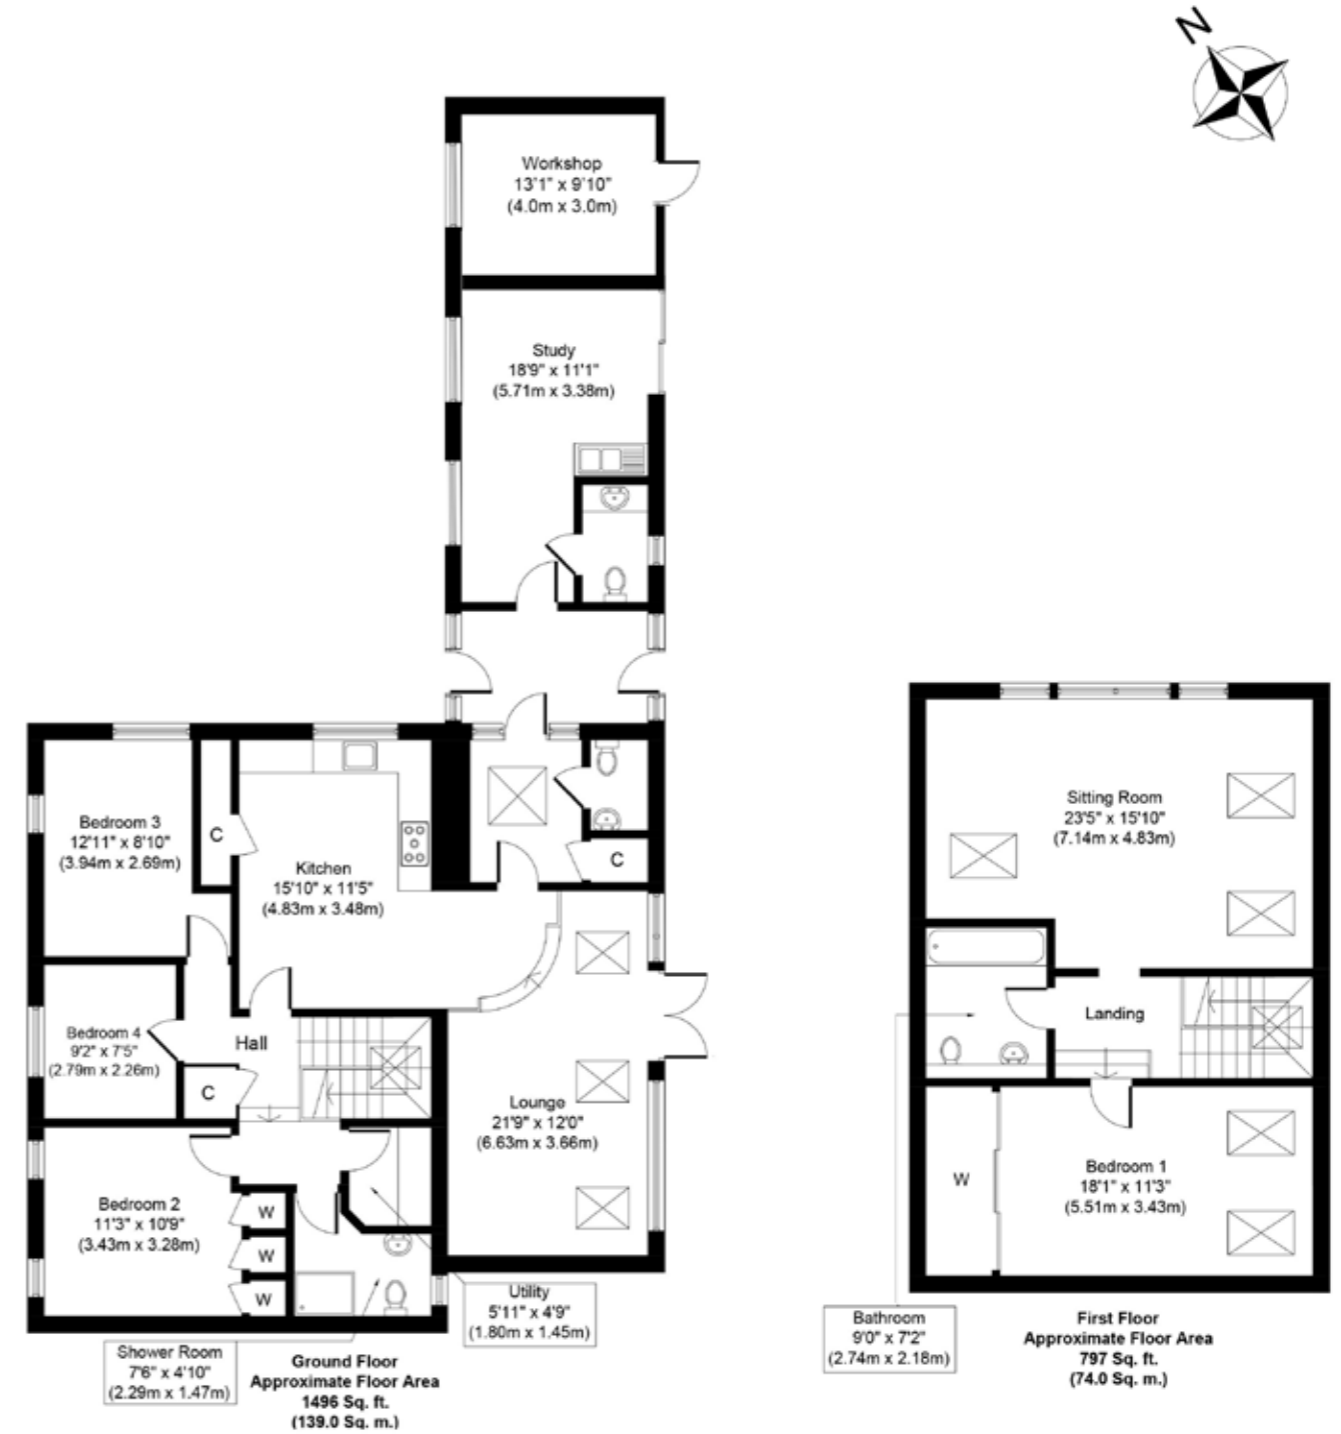 N
Workshop
13'1" x 9'10"
(4.0m x 3.0m)
Study
18'9" x 11'1"
(5.71m x 3.38m)
Bedroom 3
12'11" x 8'10"
(3.94m x 2.69m)
C
Kitchen
15'10" x 11'5"
(4.83m x 3.48m)
C
Bedroom 4
9'2" x 7'5"
(2.79m x 2.26m)
Hall
C
Lounge
21'9" x 12'0"
(6.63m x 3.66m)
Bedroom 2
11'3" x 10'9"
(3.43m x 3.28m)
W
W
W
Utility
5'11" x 4'9"
(1.80m x 1.45m)
Shower Room
7'6" x 4'10"
(2.29m x 1.47m)
Ground Floor
Approximate Floor Area
1496 Sq. ft.
(139.0 Sq. m.)
Sitting Room
23'5" x 15'10"
(7.14m x 4.83m)
Landing
W
Bedroom 1
18'1" x 11'3"
(5.51m x 3.43m)
Bathroom
9'0" x 7'2"
(2.74m x 2.18m)
First Floor
Approximate Floor Area
797 Sq. ft.
(74.0 Sq. m.)